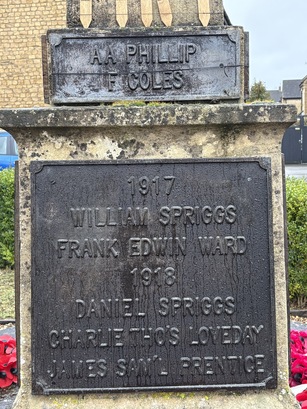 AA PHILLIP
F COLES
1917
WILLIAM SPRIGGS
FRANK EDWIN WARD
1918
DANIEL SPRIGGS
CHARLIE THO'S LOVEDAY
JAMES SAM'L PRENTICE